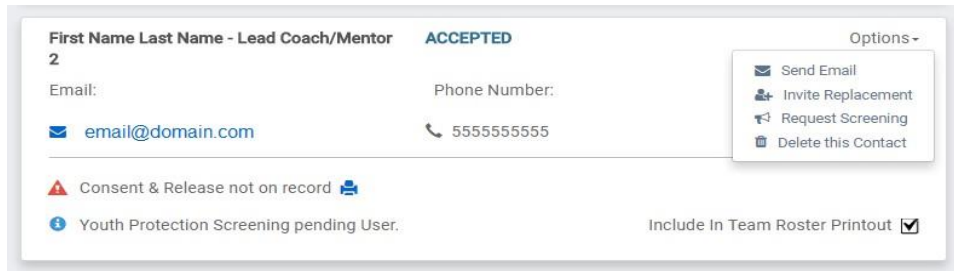 First Name Last Name - Lead Coach/Mentor
2
ACCEPTED
Options
Send Email
Invite Replacement
Request Screening
Delete this Contact
Email:
Phone Number:
email@domain.com
5555555555
Consent & Release not on record
Youth Protection Screening pending User.
Include In Team Roster Printout